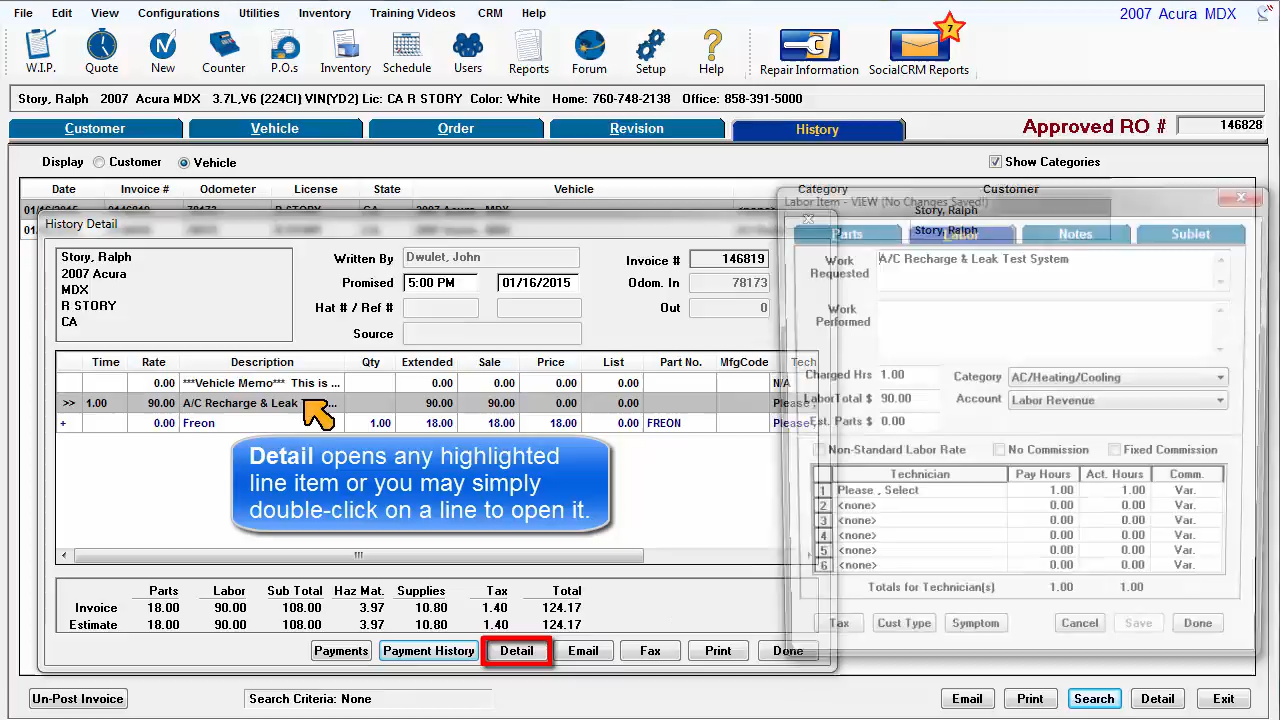 File Edit View Configurations Utilities Inventory Training Videos CRM Help 2007 Acura MDX
W.I.P. Quote New Counter P.O.s Inventory Schedule Users Reports Forum Setup Help Repair Information SocialCRM Reports 7
Story, Ralph 2007 Acura MDX 3.7L,V6 (224CI) VIN(YD2) Lic: CA R STORY Color: White Home: 760-748-2138 Office: 858-391-5000
Customer Vehicle Order Revision History Approved RO # 146828
Display Customer Vehicle Show Categories
Date Invoice # Odometer License State Vehicle Category Customer
01/16/2015 0146819 78173 R STORY CA 2007 Acura MDX Story, Ralph
Story, Ralph
History Detail
Story, Ralph
2007 Acura
MDX
R STORY
CA
Written By Dwulet, John
Promised 5:00 PM 01/16/2015
Hat # / Ref #
Source
Invoice # 146819
Odom. In 78173
Out 0
Time Rate Description Qty Extended Sale Price List Part No. MfgCode Tech
0.00 ***Vehicle Memo*** This is ... 0.00 0.00 0.00 0.00 N/A
>> 1.00 90.00 A/C Recharge & Leak 90.00 90.00 0.00 0.00 Please,
+ 0.00 Freon 1.00 18.00 18.00 18.00 0.00 FREON Please,
Detail opens any highlighted
line item or you may simply
double-click on a line to open it.
Parts Labor Sub Total Haz Mat. Supplies Tax Total
Invoice 18.00 90.00 108.00 3.97 10.80 1.40 124.17
Estimate 18.00 90.00 108.00 3.97 10.80 1.40 124.17
Payments Payment History Detail Email Fax Print Done
Labor Item - VIEW (No Changes Saved!)
Parts Labor Notes Sublet
Work
Requested
A/C Recharge & Leak Test System
Work
Performed
Charged Hrs 1.00 Category AC/Heating/Cooling
LaborTotal $ 90.00 Account Labor Revenue
Est. Parts $ 0.00
Non-Standard Labor Rate No Commission Fixed Commission
Technician Pay Hours Act. Hours Comm.
1 Please , Select 1.00 1.00 Var.
2 <none> 0.00 0.00 Var.
3 <none> 0.00 0.00 Var.
4 <none> 0.00 0.00 Var.
5 <none> 0.00 0.00 Var.
6 <none> 0.00 0.00 Var.
Totals for Technician(s) 1.00 1.00
Tax Cust Type Symptom Cancel Save Done
Un-Post Invoice Search Criteria: None Email Print Search Detail Exit